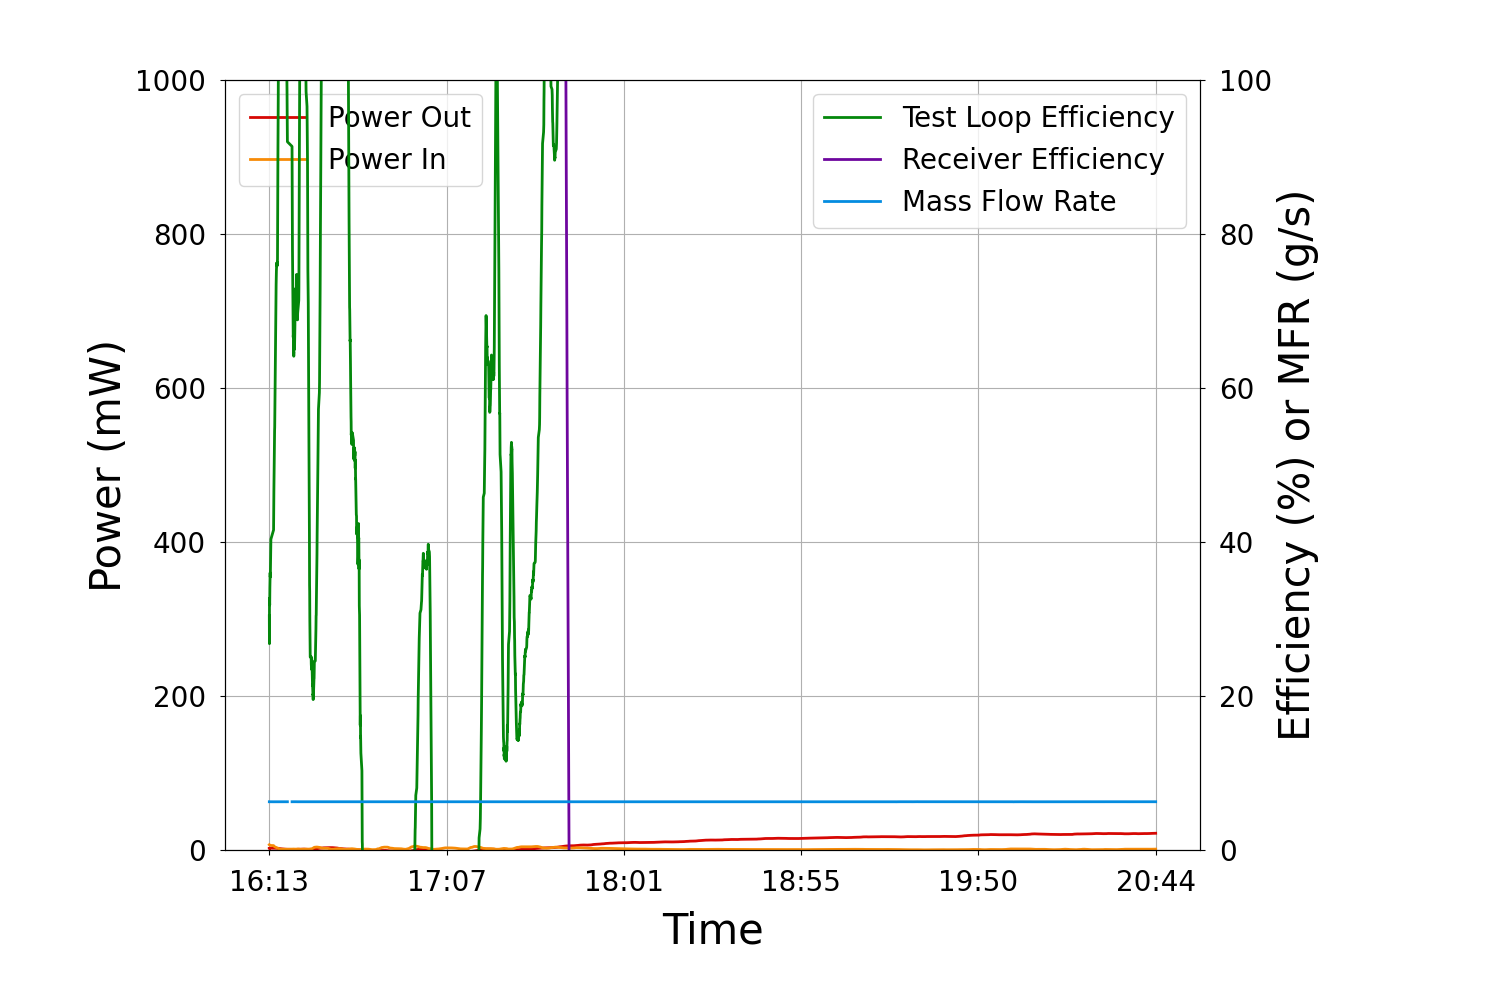 1000
800
600
400
200
0
Power (mW)
Power Out
Power In
Test Loop Efficiency
Receiver Efficiency
Mass Flow Rate
100
80
60
40
20
0
Efficiency (%) or MFR (g/s)
16:13 17:07 18:01 18:55 19:50 20:44
Time